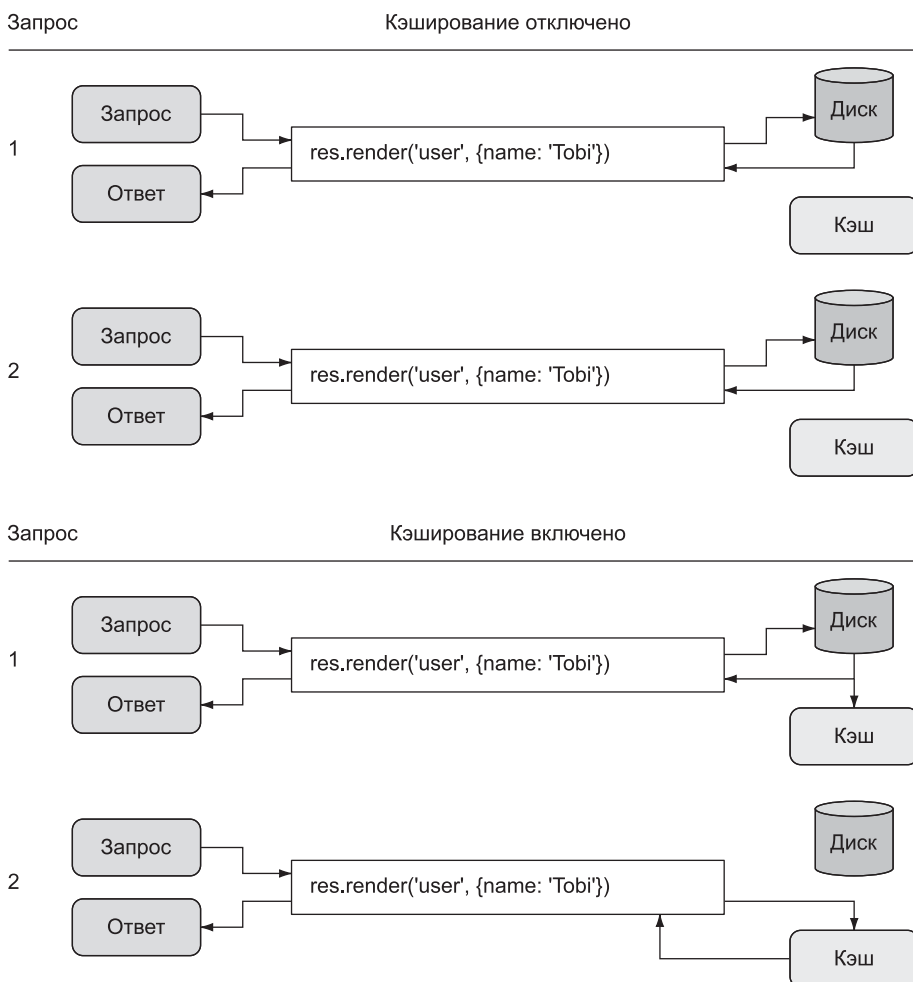 Запрос
Кэширование отключено
1
Запрос
Ответ
res.render('user', {name: 'Tobi'})
Диск
Кэш
2
Запрос
Ответ
res.render('user', {name: 'Tobi'})
Диск
Кэш
Запрос
Кэширование включено
1
Запрос
Ответ
res.render('user', {name: 'Tobi'})
Диск
Кэш
2
Запрос
Ответ
res.render('user', {name: 'Tobi'})
Диск
Кэш